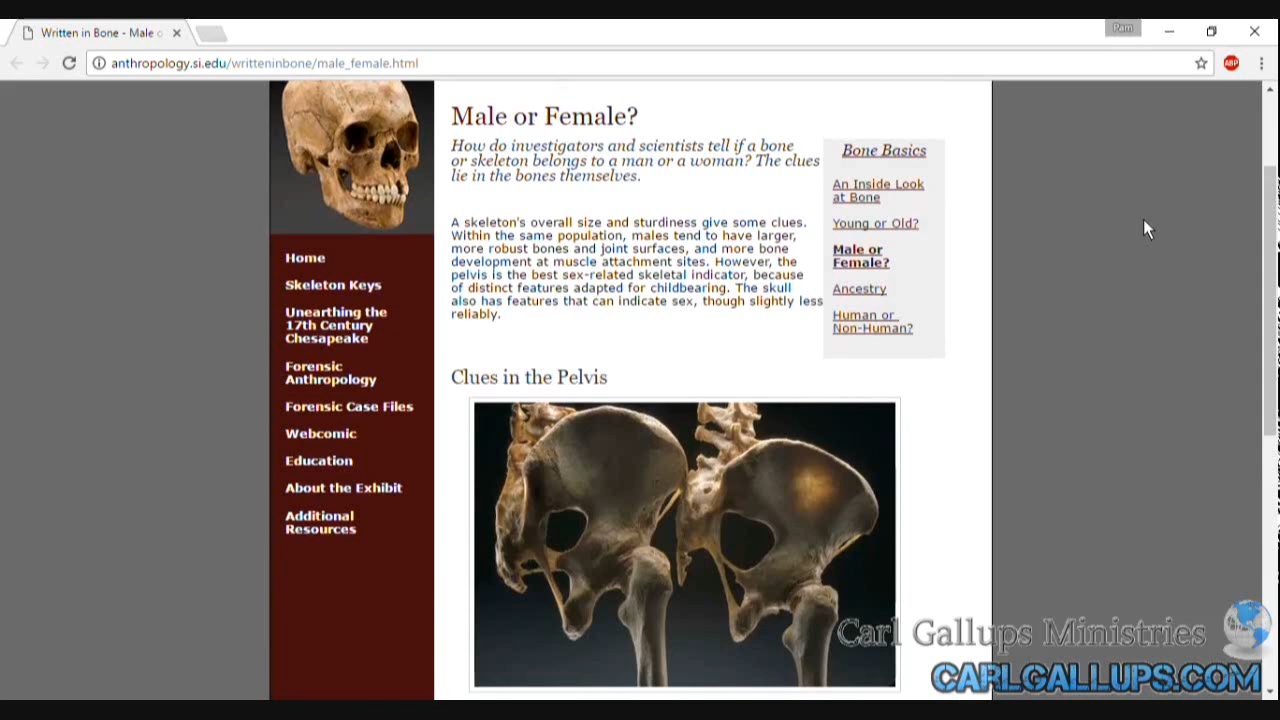 Written in Bone - Male o
Pam
anthropology.si.edu/writteninbone/male_female.html
ABP
Male or Female?
How do investigators and scientists tell if a bone
or skeleton belongs to a man or a woman? The clues
lie in the bones themselves.
A skeleton's overall size and sturdiness give some clues.
Within the same population, males tend to have larger,
more robust bones and joint surfaces, and more bone
development at muscle attachment sites. However, the
pelvis is the best sex-related skeletal indicator, because
of distinct features adapted for childbearing. The skull
also has features that can indicate sex, though slightly less
reliably.
Bone Basics
An Inside Look
at Bone
Young or Old?
Male or
Female?
Ancestry
Human or
Non-Human?
Home
Skeleton Keys
Unearthing the
17th Century
Chesapeake
Forensic
Anthropology
Forensic Case Files
Webcomic
Education
About the Exhibit
Additional
Resources
Clues in the Pelvis
Carl Gallups Ministries
CARLGALLUPS.COM